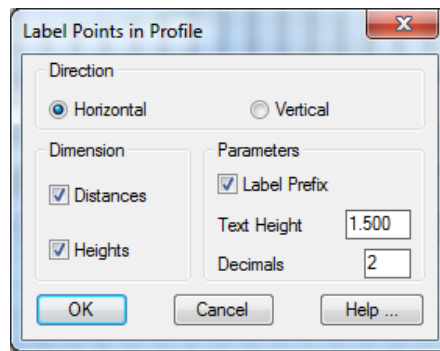 Label Points in Profile
Direction
Horizontal
Vertical
Dimension
Distances
Heights
Parameters
Label Prefix
Text Height 1.500
Decimals 2
OK
Cancel
Help ...